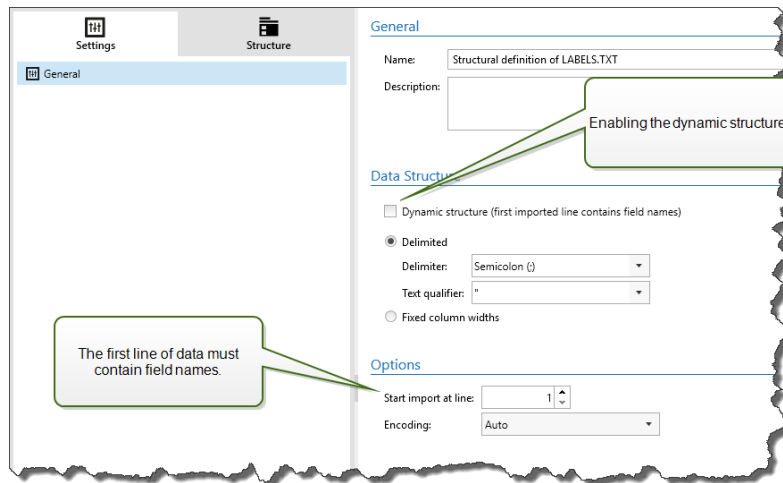 Settings
Structure
General
General
Name: Structural definition of LABELS.TXT
Description:
Enabling the dynamic structure
Data Structure
Dynamic structure (first imported line contains field names)
Delimited
Delimiter: Semicolon (;)
Text qualifier: "
Fixed column widths
The first line of data must
contain field names.
Options
Start import at line: 1
Encoding: Auto